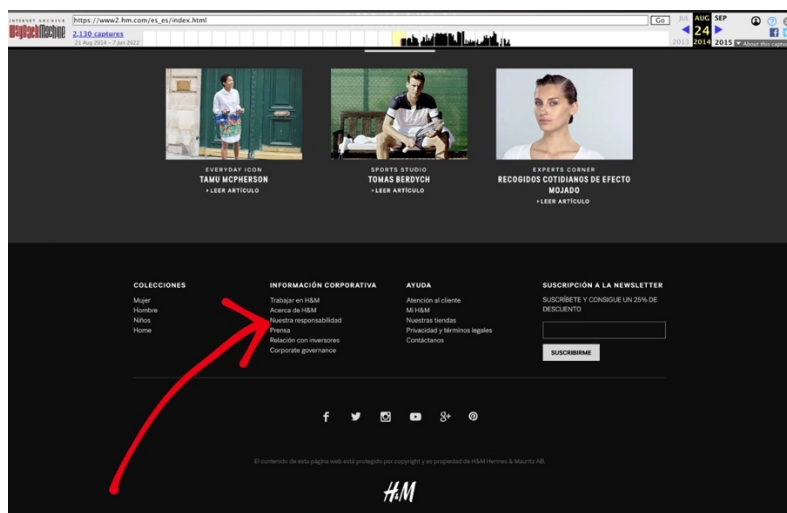 INTERNET ARCHIVE
WayBackMachine
https://www2.hm.com/es_es/index.html
Go
JUL AUG SEP
2,130 captures
24
21 Aug 2014 – 7 Jun 2022
2013 2014 2015
About this capture
EVERYDAY ICON
TAMU MCPHERSON
LEER ARTÍCULO
SPORTS STUDIO
TOMAS BERDYCH
LEER ARTÍCULO
EXPERTS CORNER
RECOGIDOS COTIDIANOS DE EFECTO
MOJADO
LEER ARTÍCULO
COLECCIONES
Mujer
Hombre
Niños
Home
INFORMACIÓN CORPORATIVA
Trabajar en H&M
Acerca de H&M
Nuestra responsabilidad
Prensa
Relación con inversores
Corporate governance
AYUDA
Atención al cliente
Mi H&M
Nuestras tiendas
Privacidad y términos legales
Contáctanos
SUSCRIPCIÓN A LA NEWSLETTER
SUSCRÍBETE Y CONSIGUE UN 25% DE
DESCUENTO
SUSCRIBIRME
El contenido de esta página web está protegido por copyright y es propiedad de H&M Hennes & Mauritz AB.
H&M